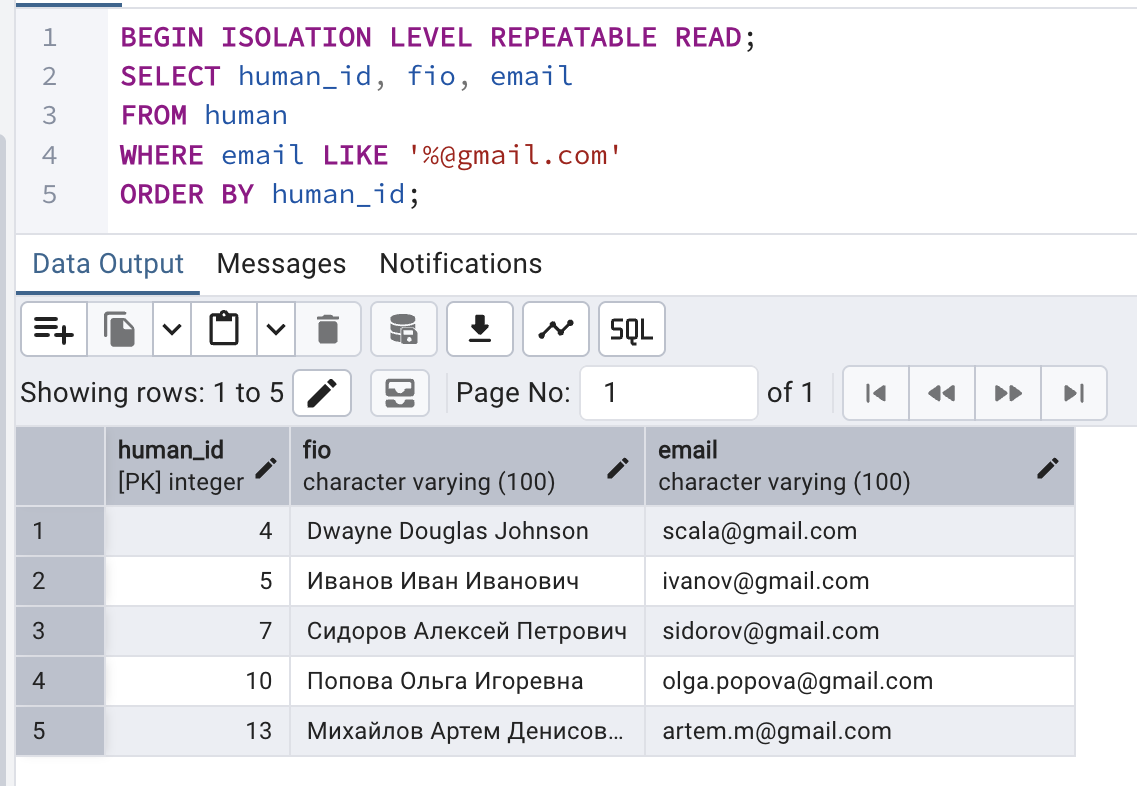 1 BEGIN ISOLATION LEVEL REPEATABLE READ;
2 SELECT human_id, fio, email
3 FROM human
4 WHERE email LIKE '%@gmail.com'
5 ORDER BY human_id;
Data Output Messages Notifications
SQL
Showing rows: 1 to 5 Page No: 1 of 1
human_id fio email
[PK] integer character varying (100) character varying (100)
1 4 Dwayne Douglas Johnson scala@gmail.com
2 5 Иванов Иван Иванович ivanov@gmail.com
3 7 Сидоров Алексей Петрович sidorov@gmail.com
4 10 Попова Ольга Игоревна olga.popova@gmail.com
5 13 Михайлов Артем Денисов… artem.m@gmail.com